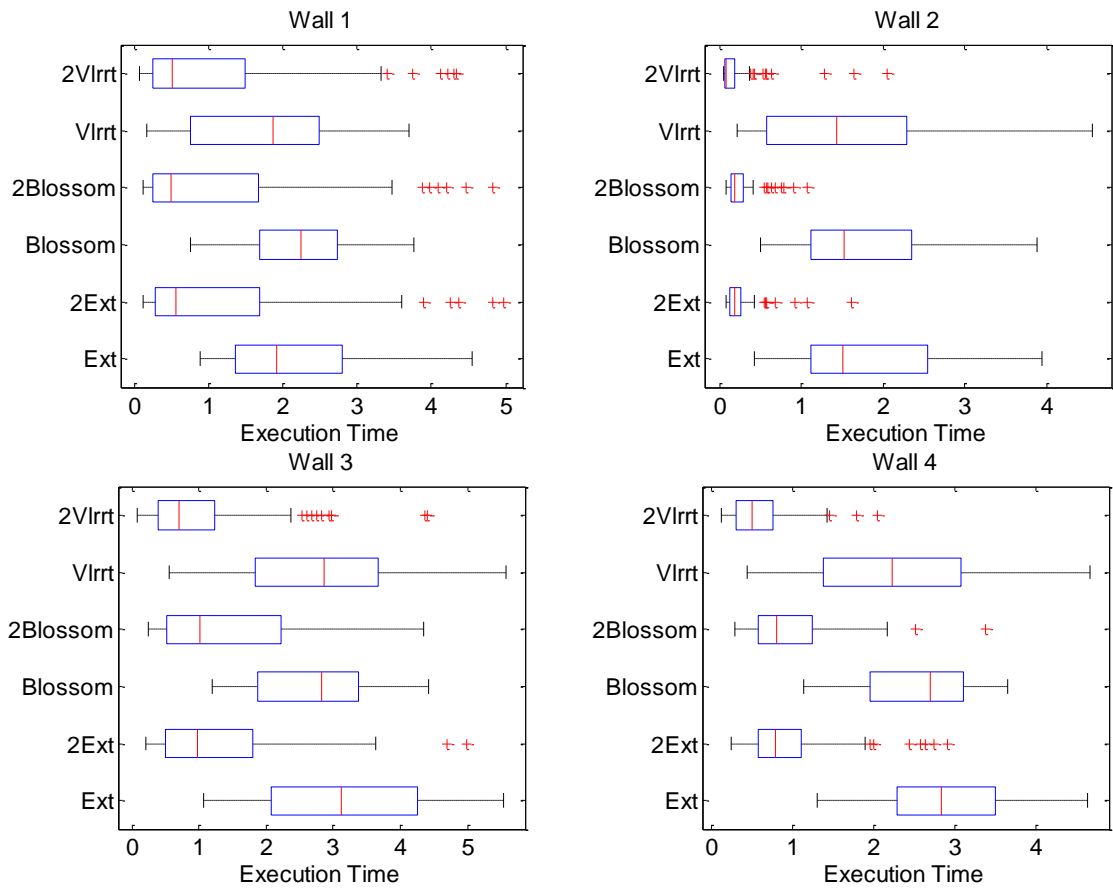 Wall 1
2VIrrt
VIrrt
2Blossom
Blossom
2Ext
Ext
0 1 2 3 4 5
Execution Time
Wall 2
2VIrrt
VIrrt
2Blossom
Blossom
2Ext
Ext
0 1 2 3 4
Execution Time
Wall 3
2VIrrt
VIrrt
2Blossom
Blossom
2Ext
Ext
0 1 2 3 4 5
Execution Time
Wall 4
2VIrrt
VIrrt
2Blossom
Blossom
2Ext
Ext
0 1 2 3 4
Execution Time